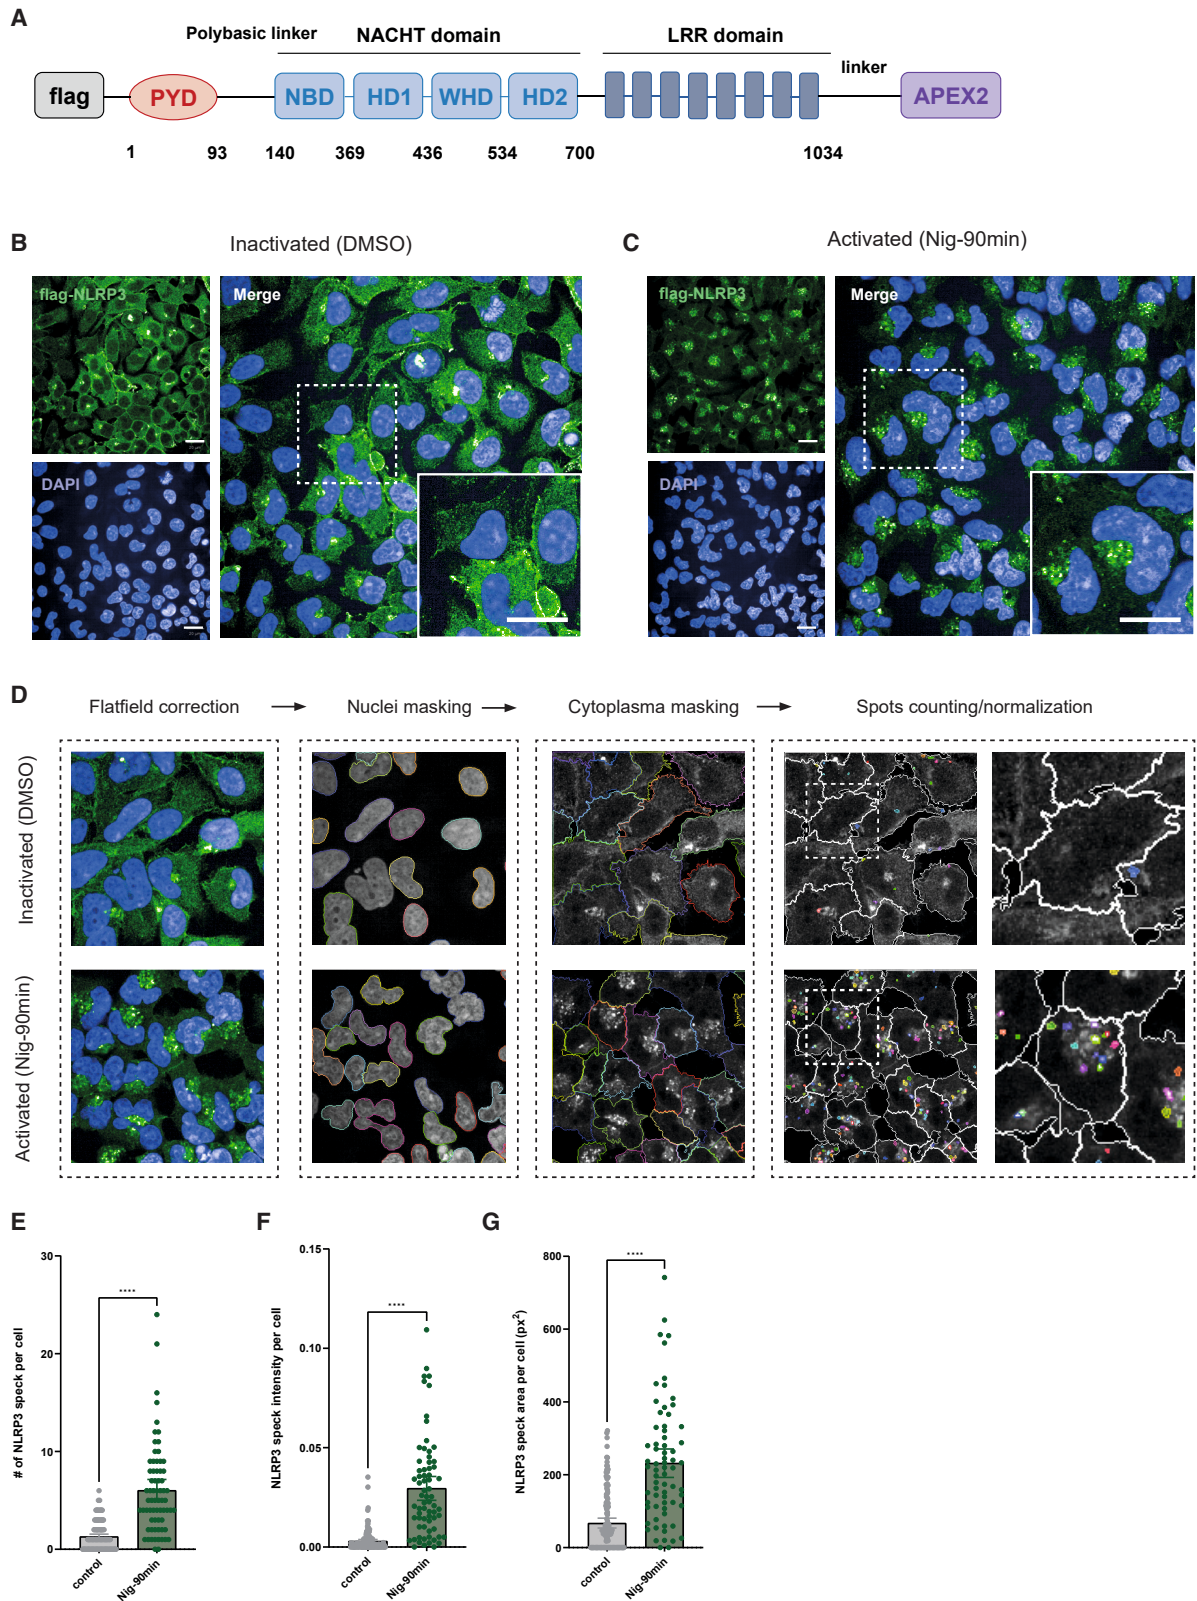 A
Polybasic linker
NACHT domain
LRR domain
linker
flag
PYD
NBD
HD1
WHD
HD2
APEX2
1
93
140
369
436
534
700
1034
B
Inactivated (DMSO)
flag-NLRP3
Merge
DAPI
C
Activated (Nig-90min)
flag-NLRP3
Merge
DAPI
D
Flatfield correction
Nuclei masking
Cytoplasma masking
Spots counting/normalization
Inactivated (DMSO)
Activated (Nig-90min)
E
# of NLRP3 speck per cell
30
20
10
0
****
control
Nig-90min
F
NLRP3 speck intensity per cell
0.15
0.10
0.05
0.00
****
control
Nig-90min
G
NLRP3 speck area per cell (px²)
800
600
400
200
0
****
control
Nig-90min